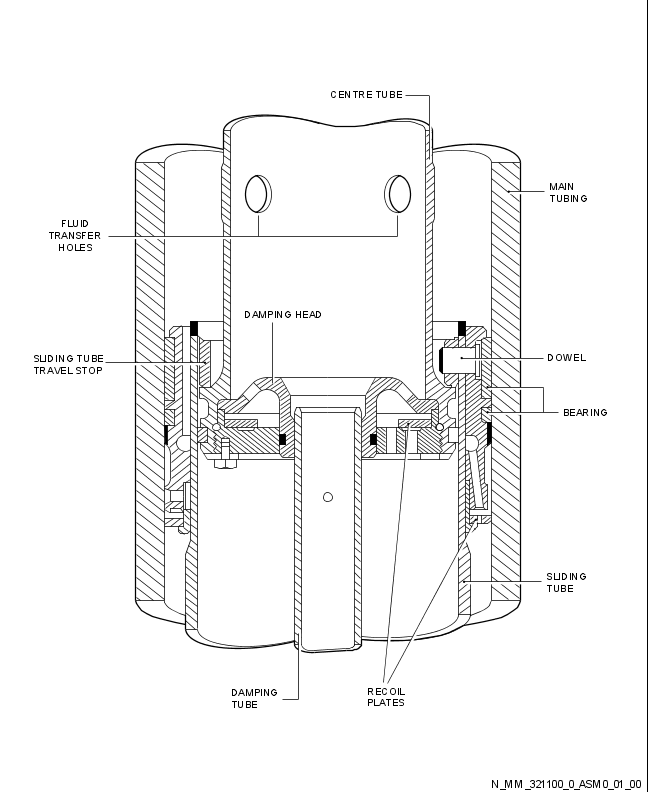 CENTRE TUBE
MAIN
TUBING
FLUID
TRANSFER
HOLES
DAMPING HEAD
SLIDING TUBE
TRAVEL STOP
DOWEL
BEARING
SLIDING
TUBE
DAMPING
TUBE
RECOIL
PLATES
N_MM_321100_0_ASM0_01_00